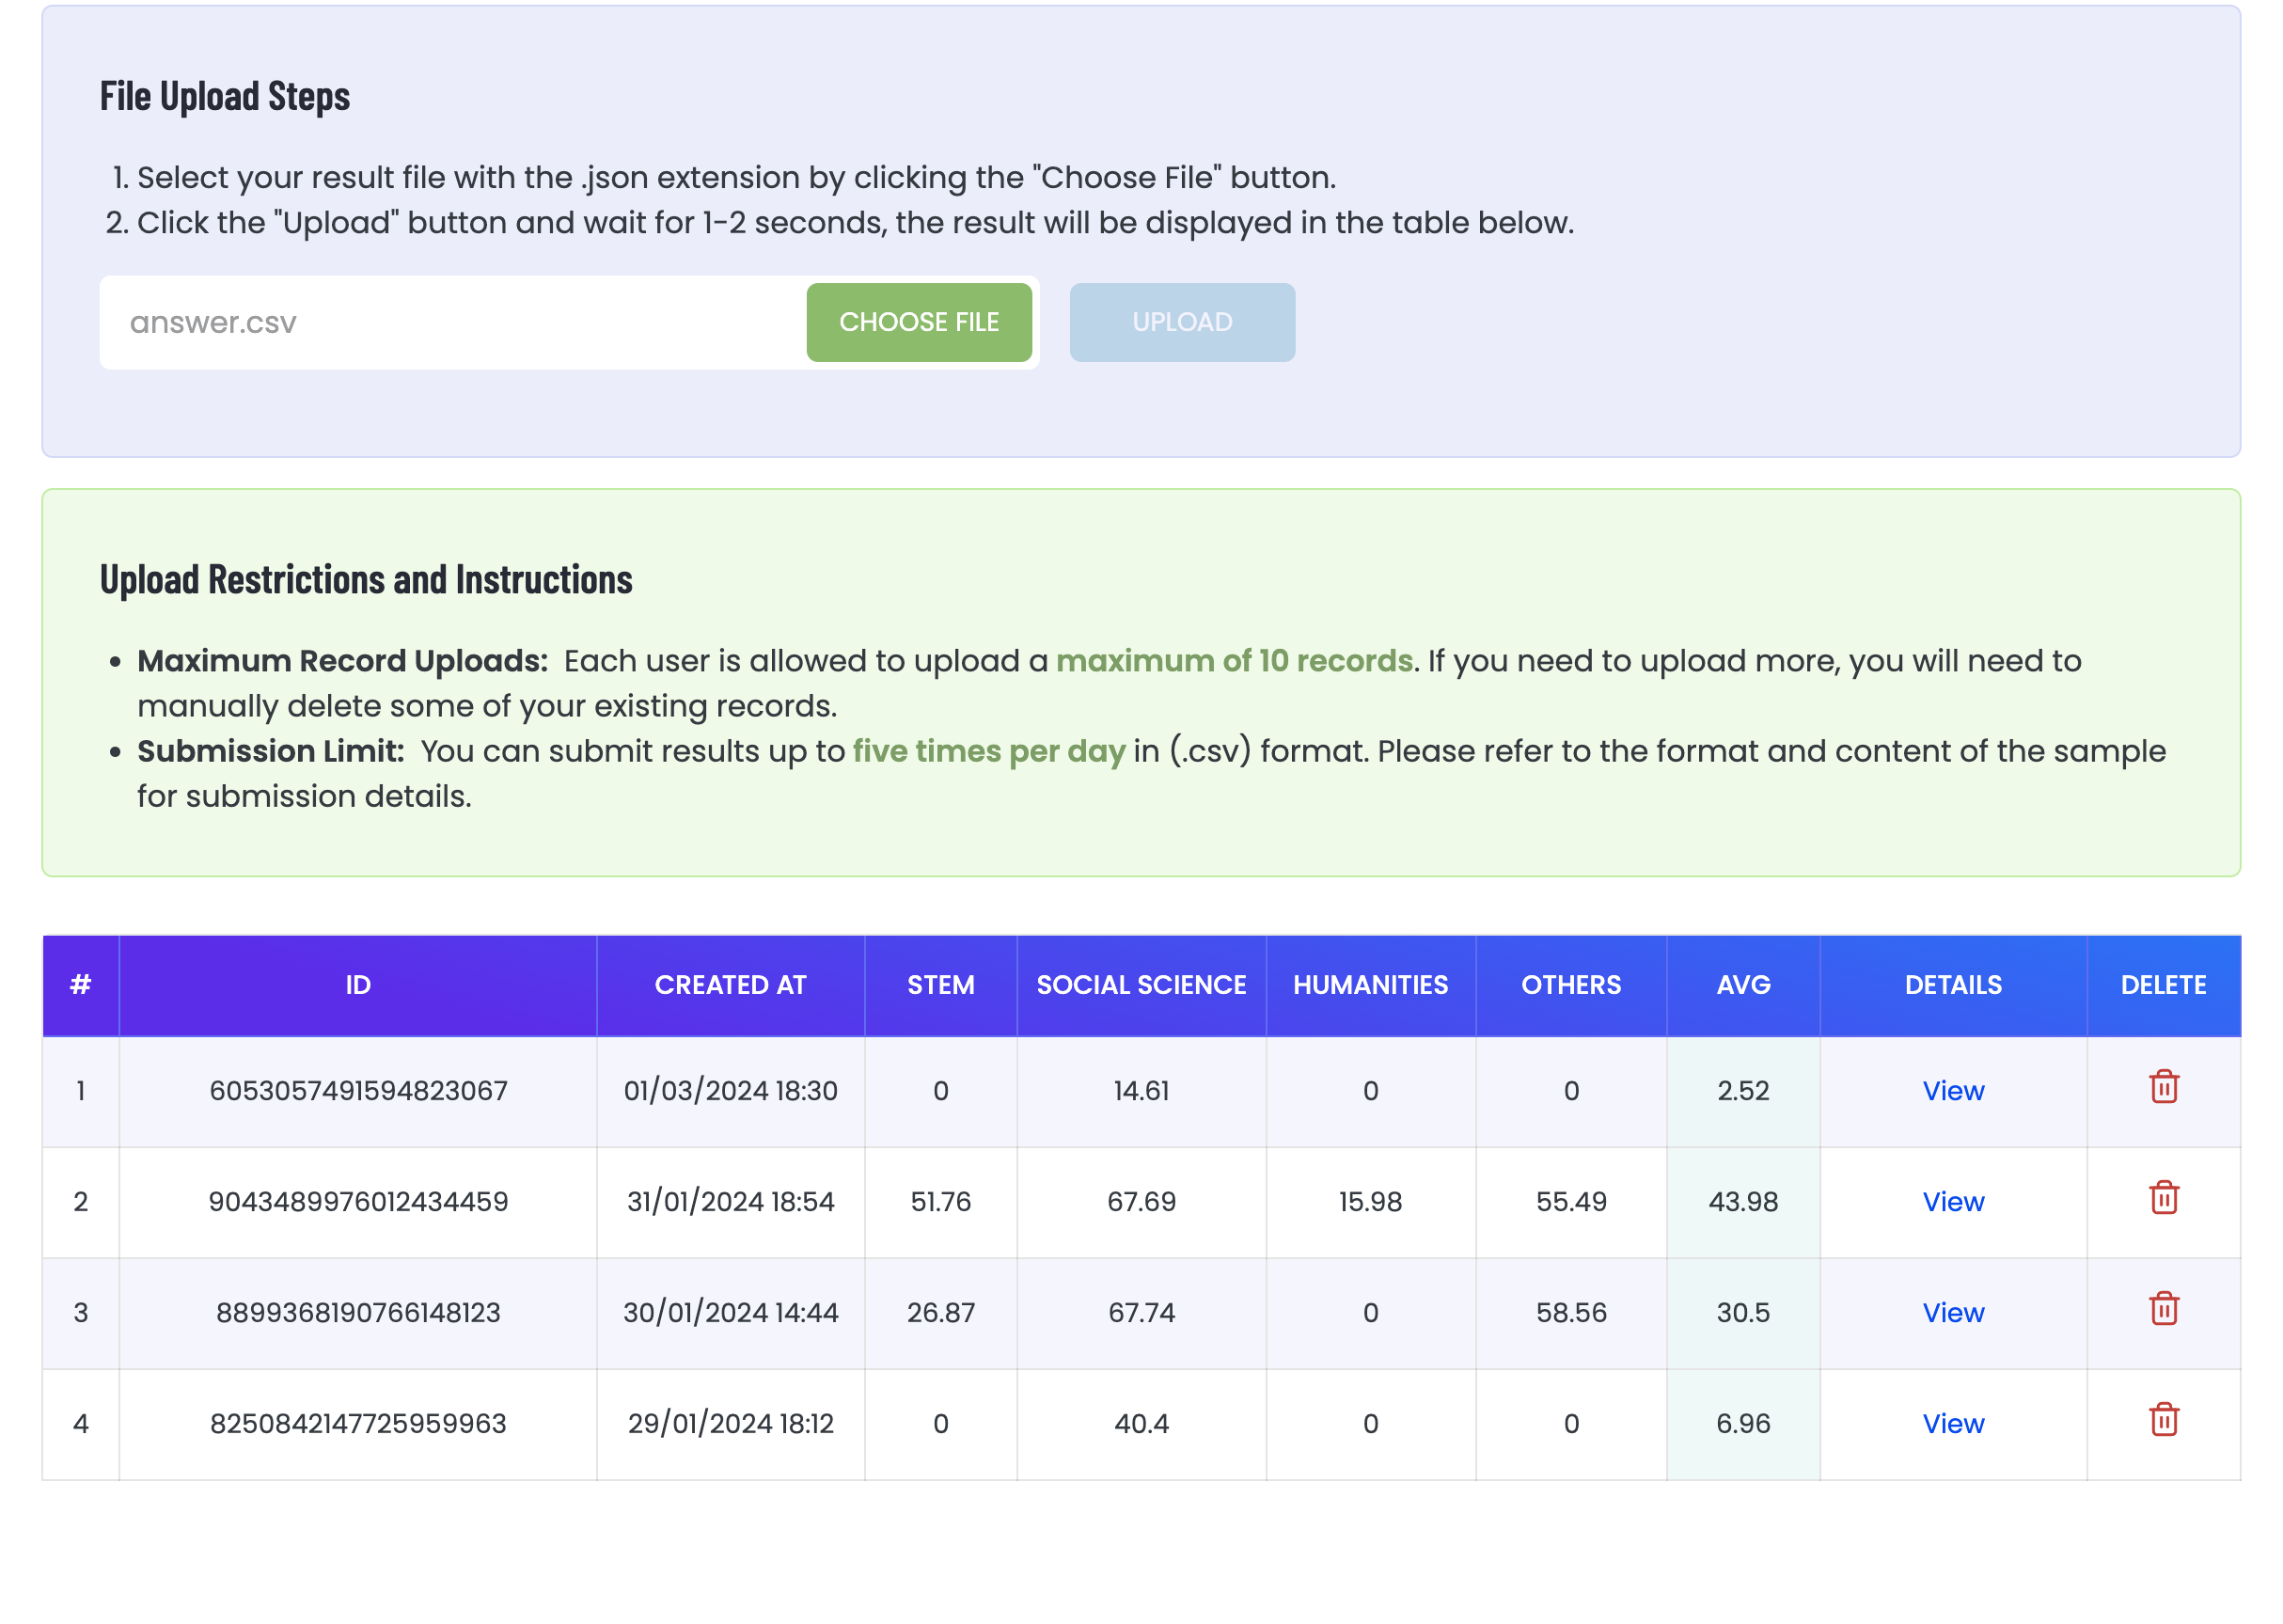 File Upload Steps
1. Select your result file with the .json extension by clicking the "Choose File" button.
2. Click the "Upload" button and wait for 1-2 seconds, the result will be displayed in the table below.
answer.csv CHOOSE FILE UPLOAD
Upload Restrictions and Instructions
• Maximum Record Uploads: Each user is allowed to upload a maximum of 10 records. If you need to upload more, you will need to
manually delete some of your existing records.
• Submission Limit: You can submit results up to five times per day in (.csv) format. Please refer to the format and content of the sample
for submission details.
# ID CREATED AT STEM SOCIAL SCIENCE HUMANITIES OTHERS AVG DETAILS DELETE
1 6053057491594823067 01/03/2024 18:30 0 14.61 0 0 2.52 View
2 9043489976012434459 31/01/2024 18:54 51.76 67.69 15.98 55.49 43.98 View
3 8899368190766148123 30/01/2024 14:44 26.87 67.74 0 58.56 30.5 View
4 8250842147725959963 29/01/2024 18:12 0 40.4 0 0 6.96 View